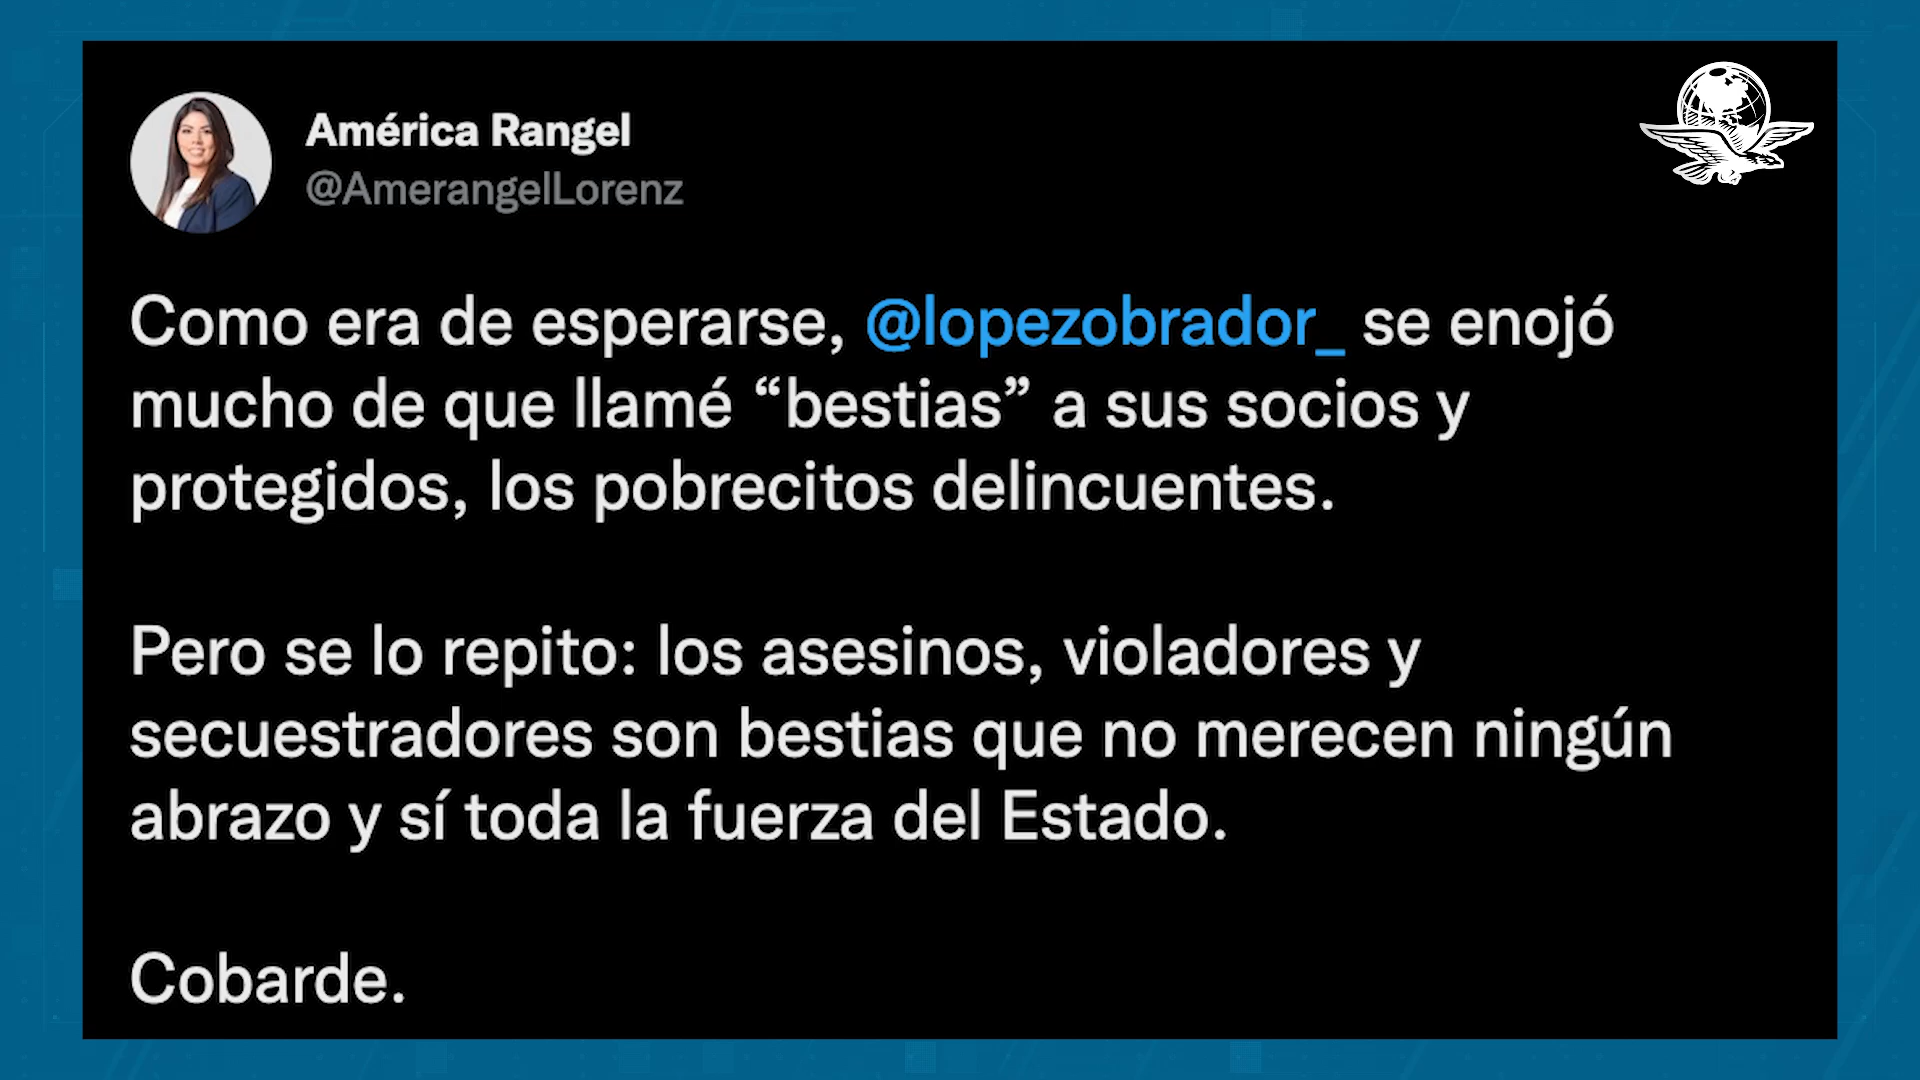 América Rangel
@AmerangelLorenz
Como era de esperarse, @lopezobrador_ se enojó
mucho de que llamé “bestias” a sus socios y
protegidos, los pobrecitos delincuentes.
Pero se lo repito: los asesinos, violadores y
secuestradores son bestias que no merecen ningún
abrazo y sí toda la fuerza del Estado.
Cobarde.